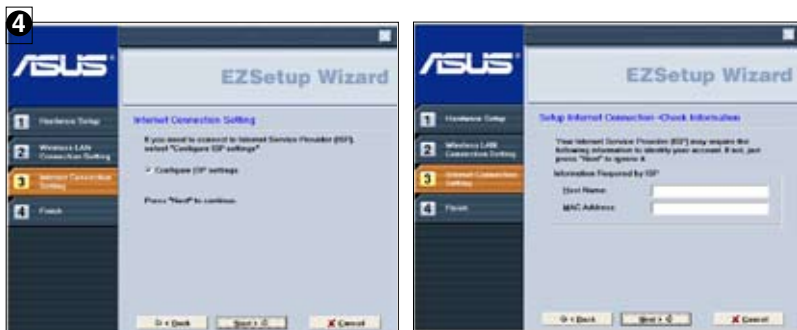 4
ASUS
EZSetup Wizard
1 Hardware Setup
2 Wireless LAN
Connection Setting
3 Internet Connection
Setting
4 Finish
Internet Connection Setting
If you need to connect to Internet Service Provider (ISP),
select "Configure ISP settings"
Configure ISP settings
Press "Next" to continue.
< Back
Next >
Cancel
ASUS
EZSetup Wizard
1 Hardware Setup
2 Wireless LAN
Connection Setting
3 Internet Connection
Setting
4 Finish
Setup Internet Connection -Check Information
Your Internet Service Provider (ISP) may require the
following information to identify your account. If not, just
press "Next" to ignore it.
Information Required by ISP
Host Name:
MAC Address:
< Back
Next >
Cancel